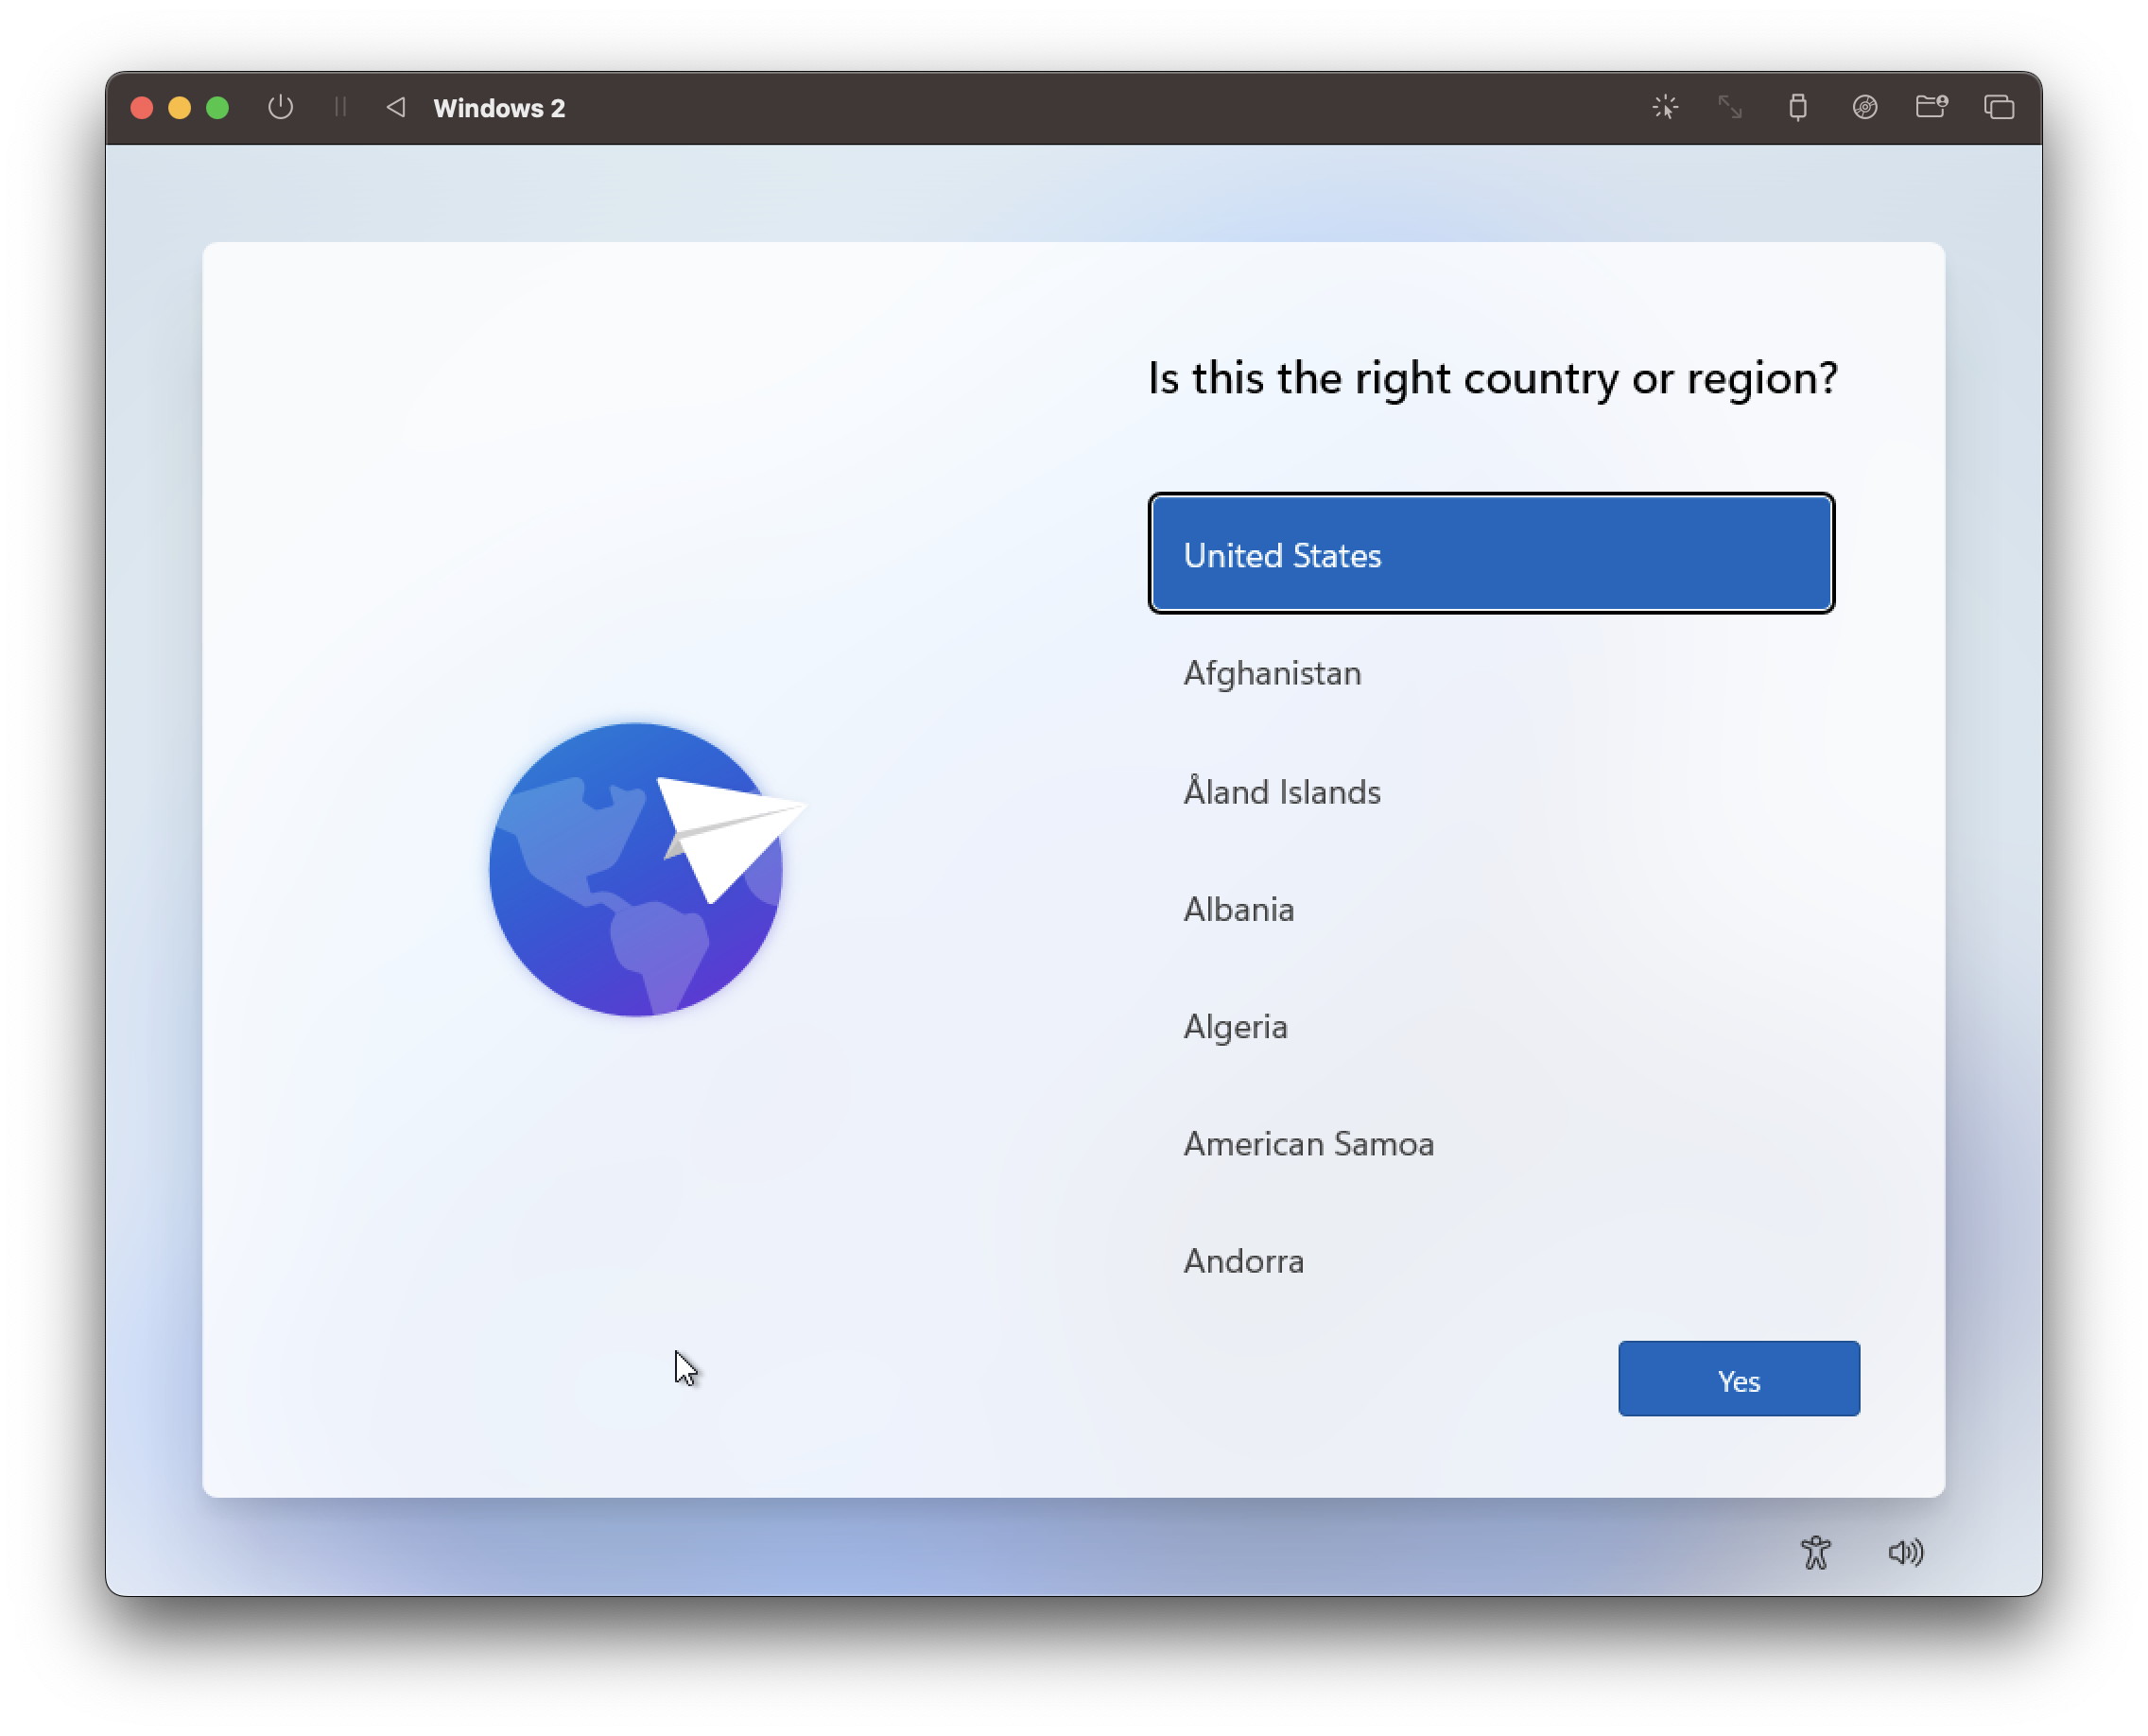 Windows 2
Is this the right country or region?
United States
Afghanistan
Åland Islands
Albania
Algeria
American Samoa
Andorra
Yes